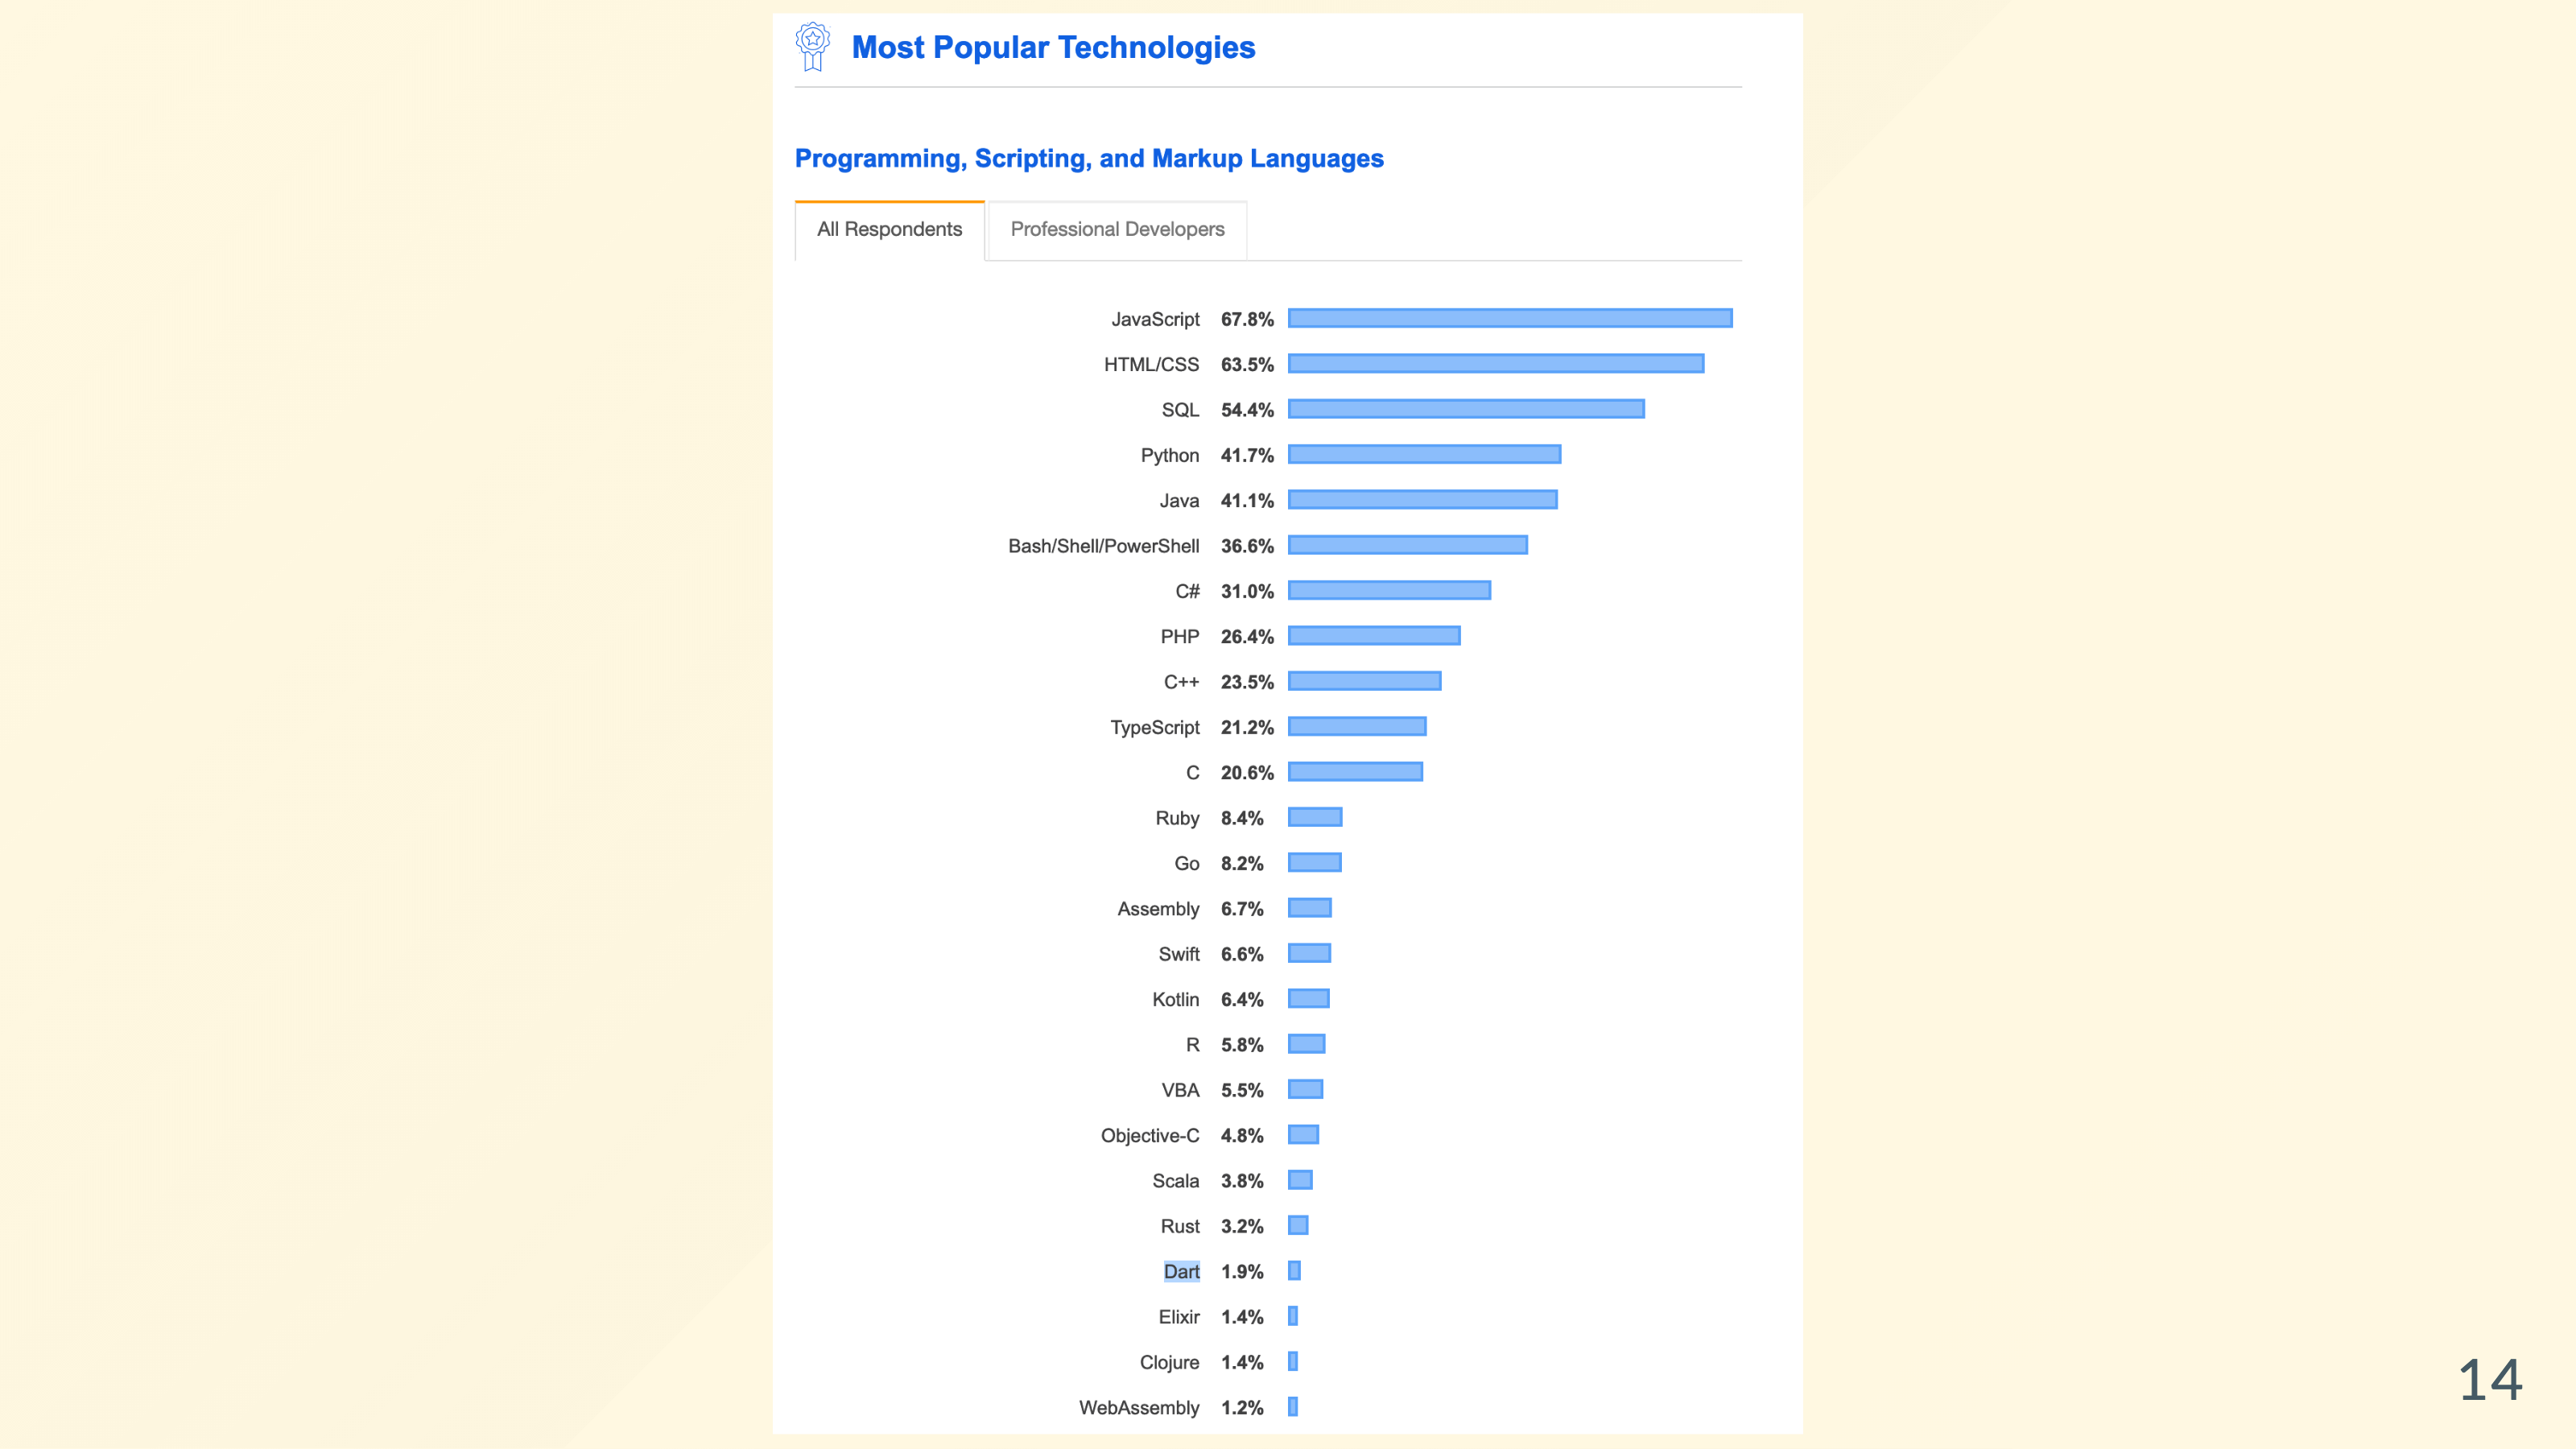 Most Popular Technologies
Programming, Scripting, and Markup Languages
All Respondents Professional Developers
JavaScript 67.8%
HTML/CSS 63.5%
SQL 54.4%
Python 41.7%
Java 41.1%
Bash/Shell/PowerShell 36.6%
C# 31.0%
PHP 26.4%
C++ 23.5%
TypeScript 21.2%
C 20.6%
Ruby 8.4%
Go 8.2%
Assembly 6.7%
Swift 6.6%
Kotlin 6.4%
R 5.8%
VBA 5.5%
Objective-C 4.8%
Scala 3.8%
Rust 3.2%
Dart 1.9%
Elixir 1.4%
Clojure 1.4%
WebAssembly 1.2%
14